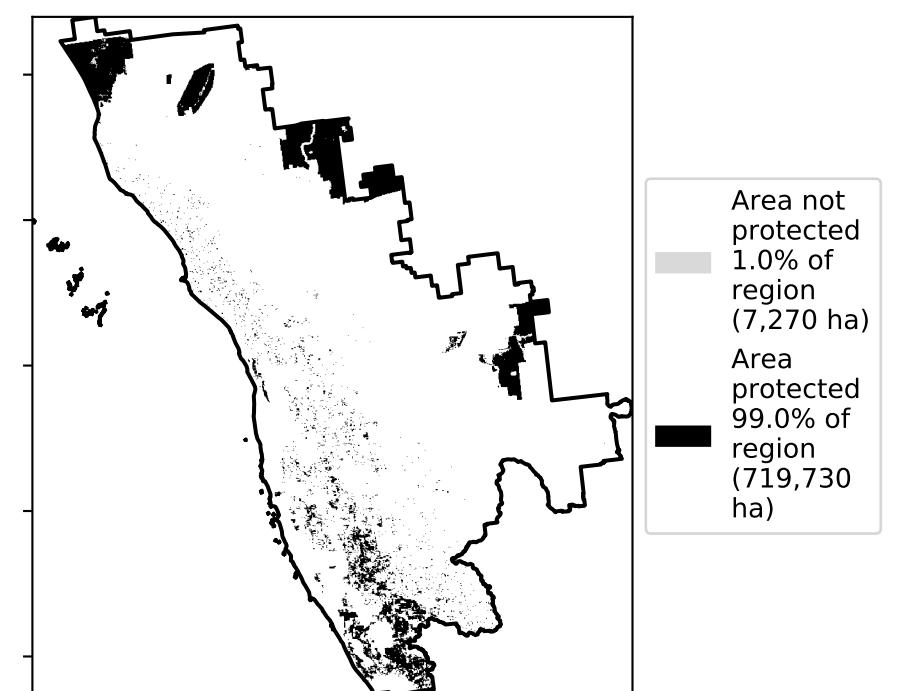 Area not
protected
1.0% of
region
(7,270 ha)
Area
protected
99.0% of
region
(719,730
ha)